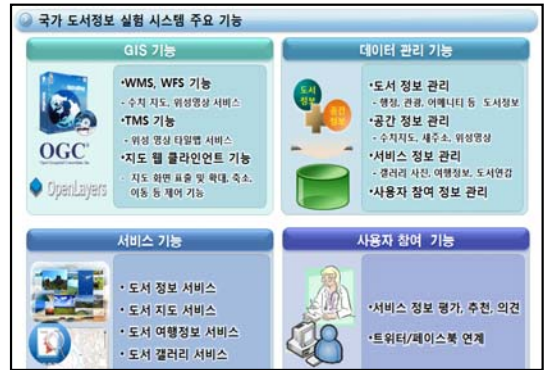 국가 도서정보 실험 시스템 주요 기능
GIS 기능
•WMS, WFS 기능
- 수치 지도, 위성영상 서비스
•TMS 기능
- 위성 영상 타일맵 서비스
•지도 웹 클라인언트 기능
- 지도 화면 표출 및 확대, 축소,
이동 등 제어 기능
OGC
OpenLayers
데이터 관리 기능
도서
정보
공간
정보
•도서 정보 관리
- 행정, 관광, 어메니티 등 도서정보
•공간 정보 관리
- 수치지도, 새주소, 위성영상
•서비스 정보 관리
- 갤러리 사진, 여행정보, 도서연감
•사용자 참여 정보 관리
서비스 기능
• 도서 정보 서비스
• 도서 지도 서비스
• 도서 여행정보 서비스
• 도서 갤러리 서비스
사용자 참여 기능
•서비스 정보 평가, 추천, 의견
•트위터/페이스북 연계